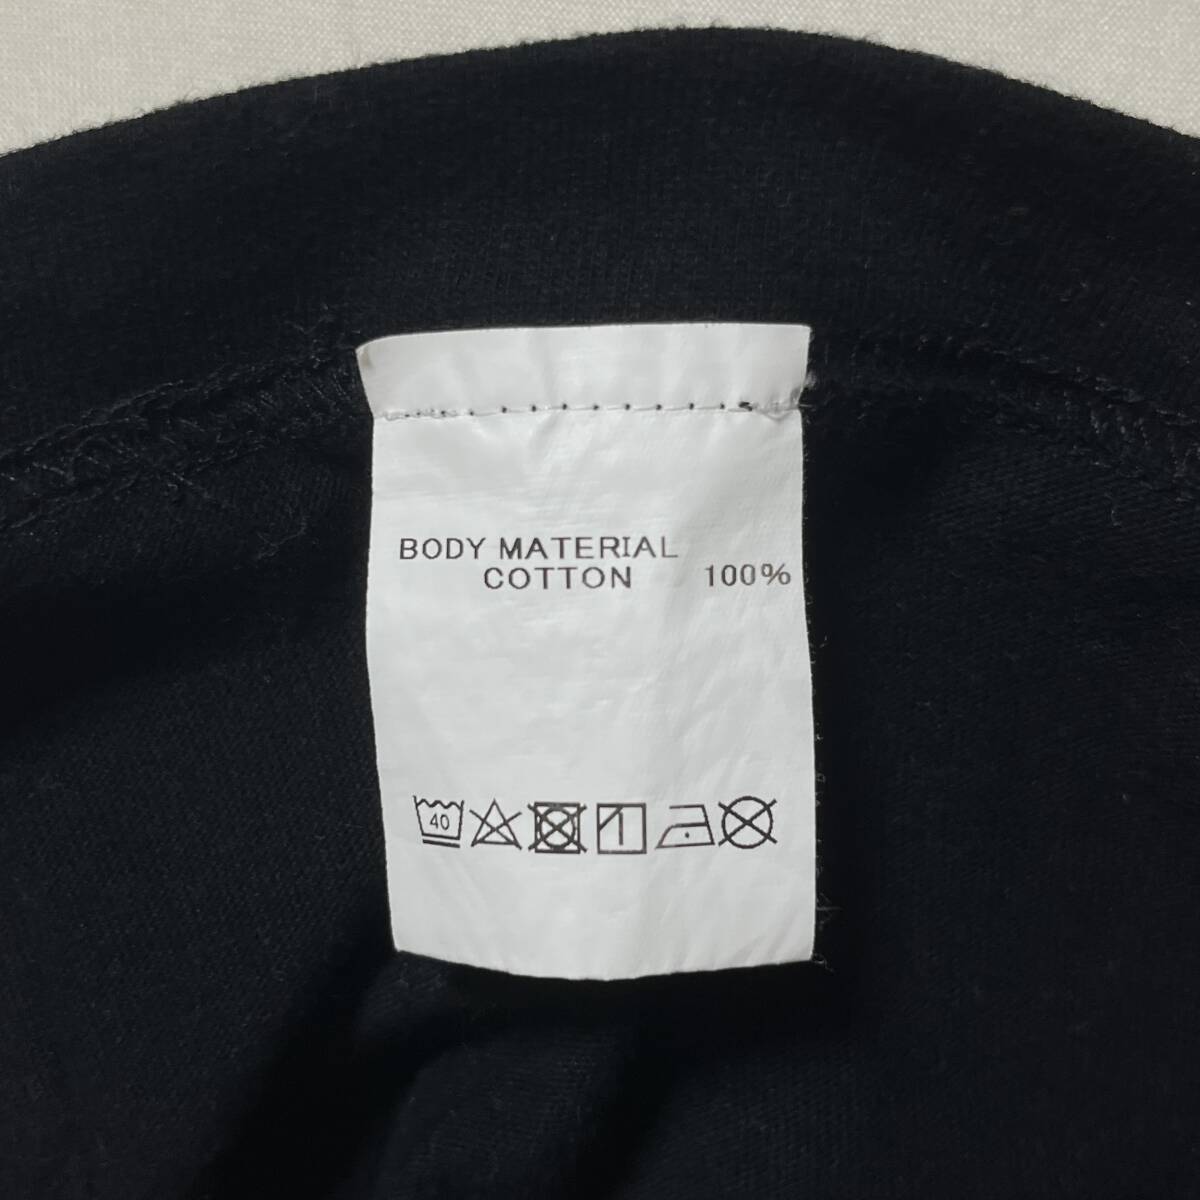 BODY MATERIAL
COTTON 100%
40